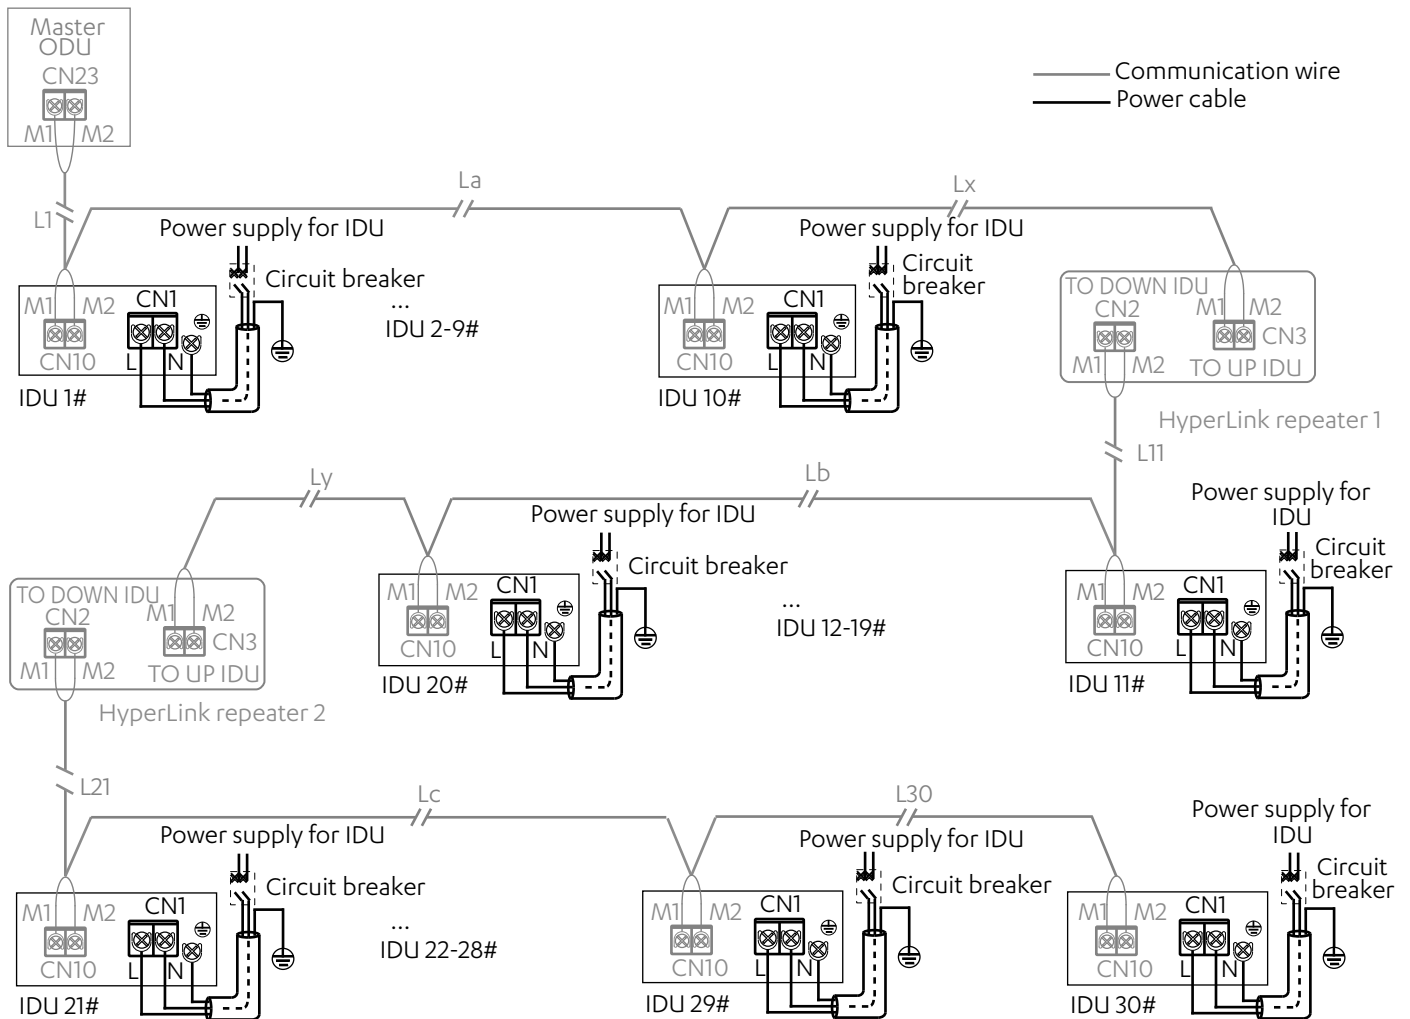 Master
ODU
CN23
M1 M2
Communication wire
Power cable
L1
La
Lx
Power supply for IDU
Circuit breaker
M1 M2
CN1
CN10
L N
IDU 1#
...
IDU 2-9#
Power supply for IDU
Circuit
breaker
M1 M2
CN1
CN10
L N
IDU 10#
TO DOWN IDU
CN2
M1 M2
M1 M2
CN3
TO UP IDU
HyperLink repeater 1
L11
Ly
Lb
TO DOWN IDU
CN2
M1 M2
M1 M2
CN3
TO UP IDU
HyperLink repeater 2
Power supply for IDU
Circuit breaker
M1 M2
CN1
CN10
L N
IDU 20#
...
IDU 12-19#
Power supply for
IDU
Circuit
breaker
M1 M2
CN1
CN10
L N
IDU 11#
L21
Lc
L30
Power supply for IDU
Circuit breaker
M1 M2
CN1
CN10
L N
IDU 21#
...
IDU 22-28#
Power supply for IDU
Circuit breaker
M1 M2
CN1
CN10
L N
IDU 29#
Power supply for
IDU
Circuit
breaker
M1 M2
CN1
CN10
L N
IDU 30#